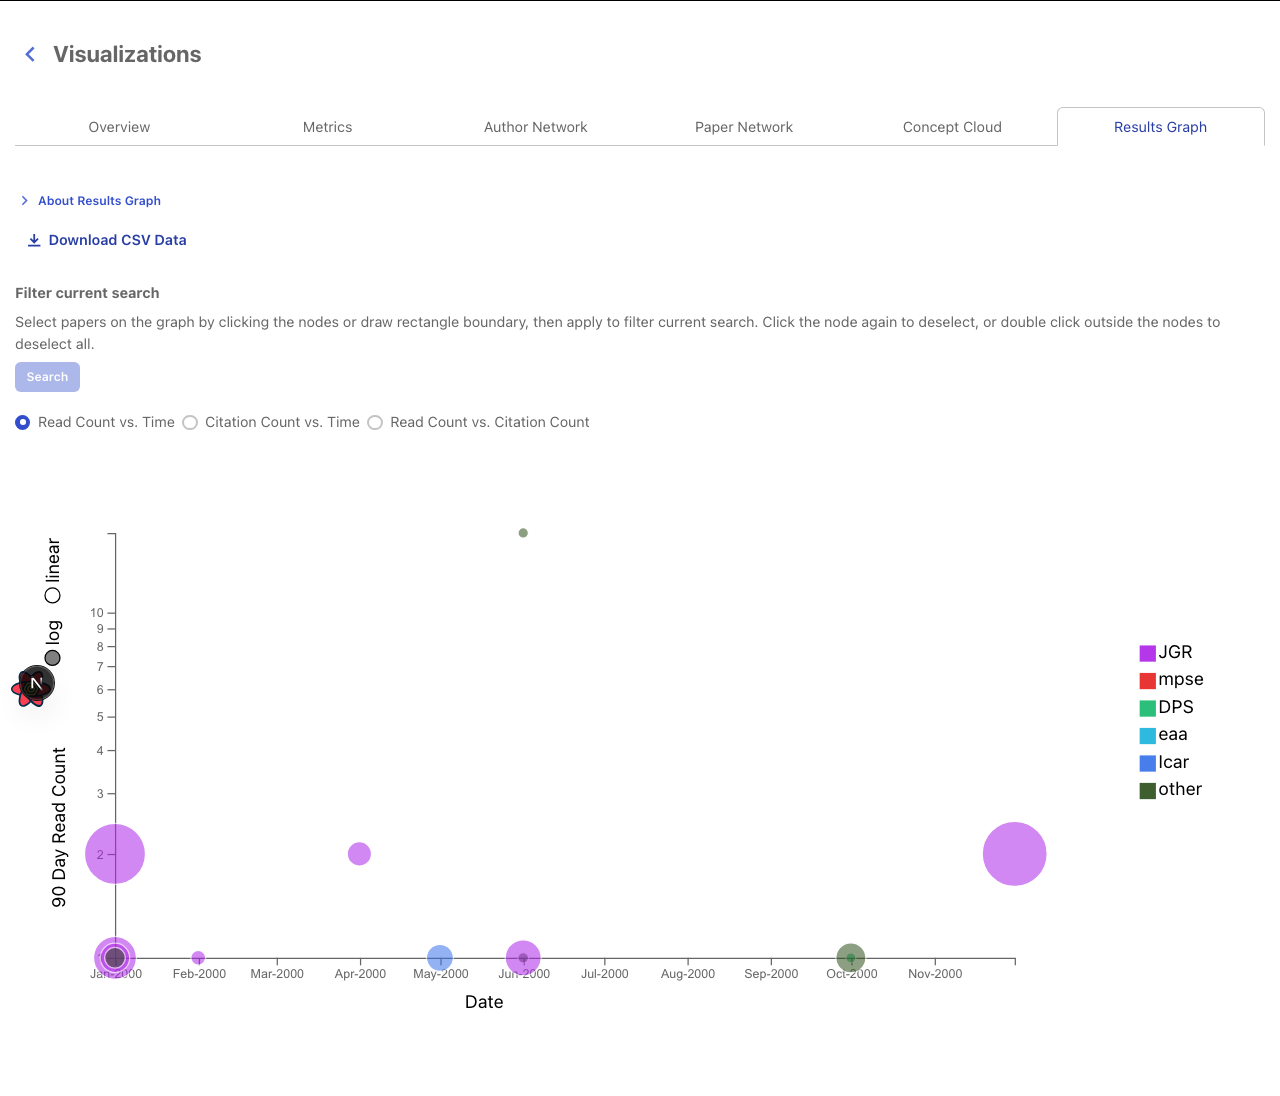 Visualizations
Overview
Metrics
Author Network
Paper Network
Concept Cloud
Results Graph
About Results Graph
Download CSV Data
Filter current search
Select papers on the graph by clicking the nodes or draw rectangle boundary, then apply to filter current search. Click the node again to deselect, or double click outside the nodes to
deselect all.
Search
Read Count vs. Time
Citation Count vs. Time
Read Count vs. Citation Count
linear
log
N
90 Day Read Count
10
9
8
7
6
5
4
3
2
Jan-2000
Feb-2000
Mar-2000
Apr-2000
May-2000
Jun-2000
Jul-2000
Aug-2000
Sep-2000
Oct-2000
Nov-2000
Date
JGR
mpse
DPS
eaa
Icar
other